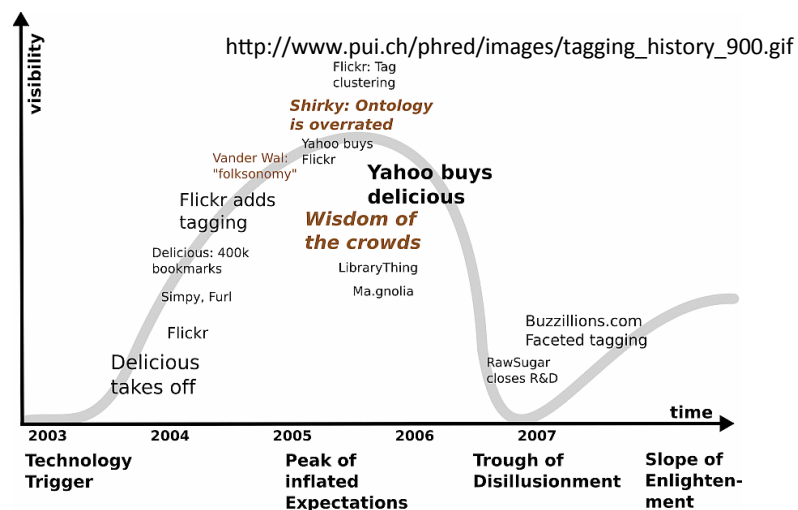 http://www.pui.ch/phred/images/tagging_history_900.gif
visibility
Flickr: Tag
clustering
Shirky: Ontology
is overrated
Yahoo buys
Flickr
Vander Wal:
"folksonomy"
Yahoo buys
delicious
Flickr adds
tagging
Wisdom of
the crowds
Delicious: 400k
bookmarks
LibraryThing
Simpy, Furl
Ma.gnolia
Flickr
Buzzillions.com
Faceted tagging
Delicious
takes off
RawSugar
closes R&D
time
2003 2004 2005 2006 2007
Technology
Trigger
Peak of
inflated
Expectations
Trough of
Disillusionment
Slope of
Enlighten-
ment